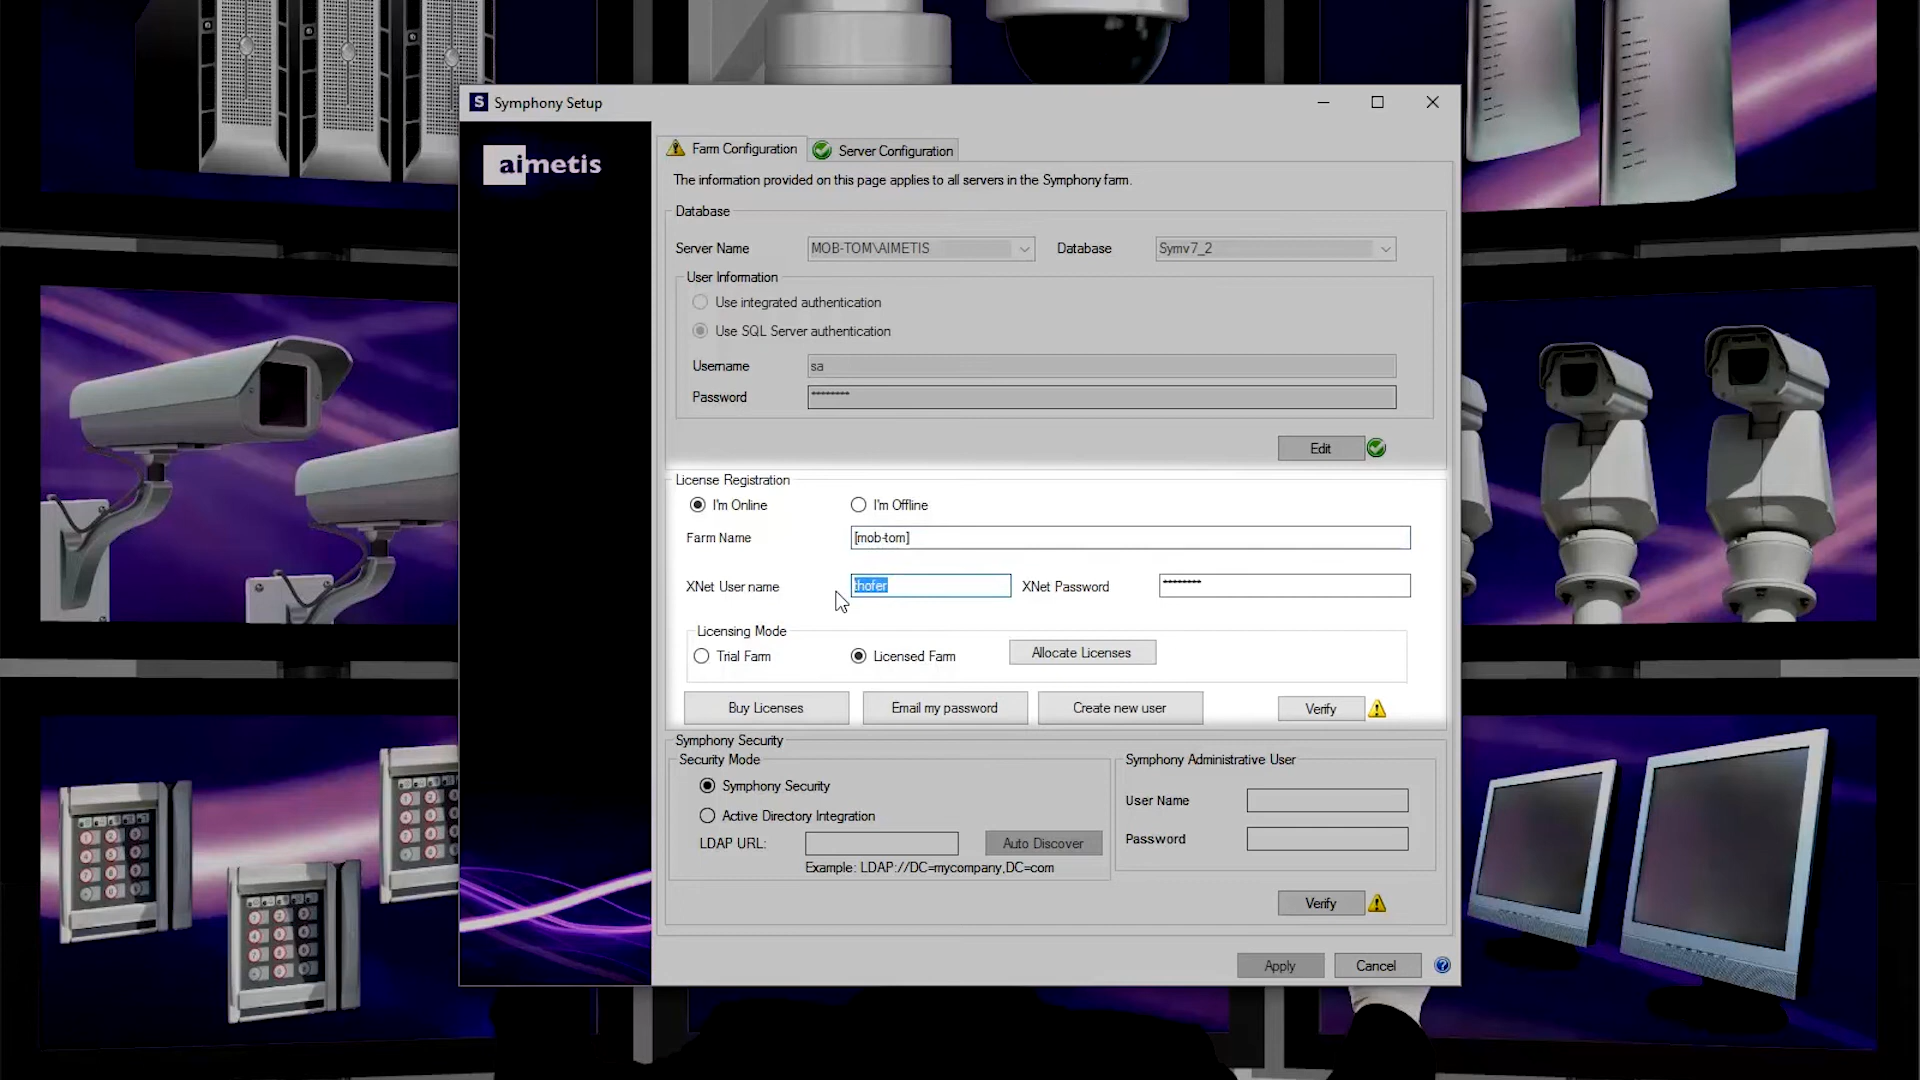 Symphony Setup
aimetis
Farm Configuration
Server Configuration
The information provided on this page applies to all servers in the Symphony farm.
Database
Server Name
MOB-TOM\AIMETIS
Database
Symv7_2
User Information
Use integrated authentication
Use SQL Server authentication
Username
sa
Password
********
Edit
License Registration
I'm Online
I'm Offline
Farm Name
[mob-tom]
XNet User name
thofer
XNet Password
********
Licensing Mode
Trial Farm
Licensed Farm
Allocate Licenses
Buy Licenses
Email my password
Create new user
Verify
Symphony Security
Security Mode
Symphony Security
Active Directory Integration
LDAP URL:
Auto Discover
Example: LDAP://DC=mycompany,DC=com
Symphony Administrative User
User Name
Password
Verify
Apply
Cancel